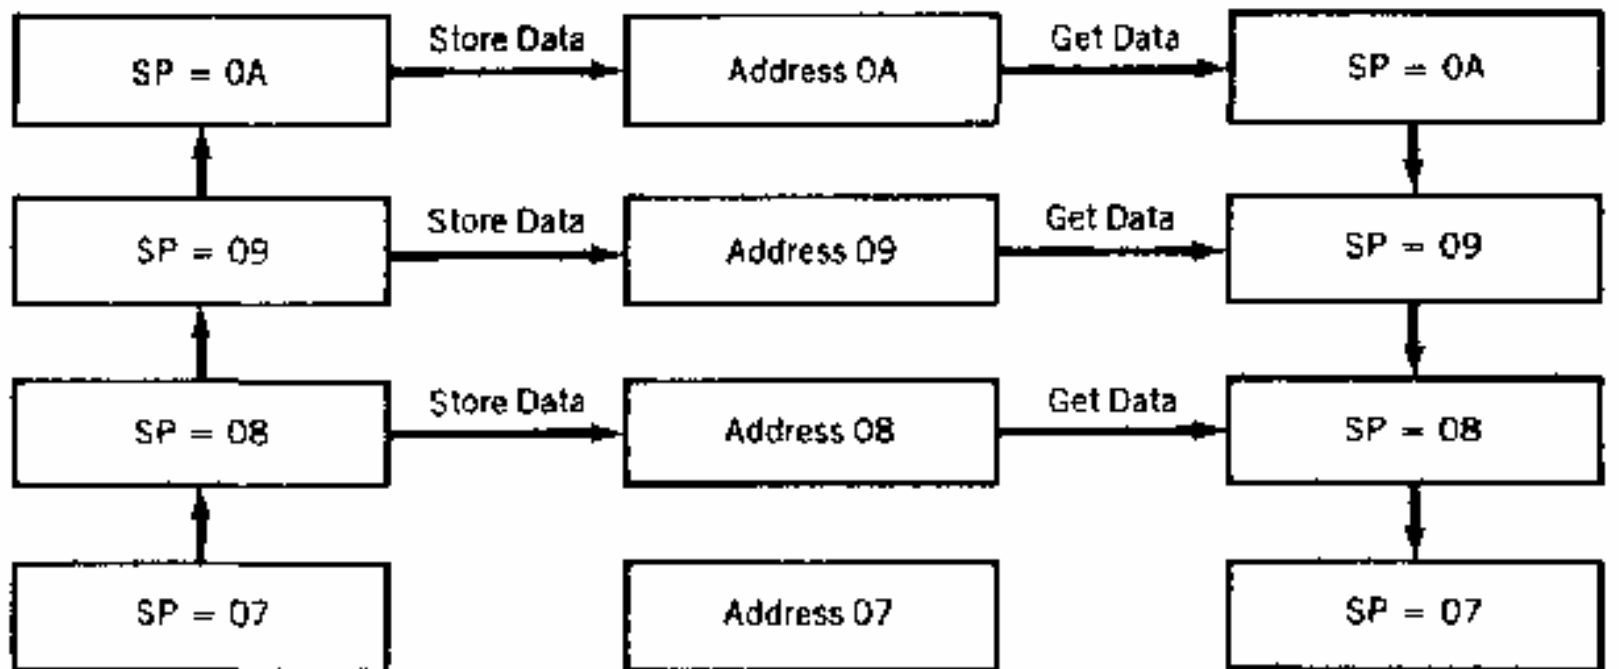 Store Data
Get Data
SP = 0A
Address 0A
SP = 0A
Store Data
Get Data
SP = 09
Address 09
SP = 09
Store Data
Get Data
SP = 08
Address 08
SP = 08
SP = 07
Address 07
SP = 07